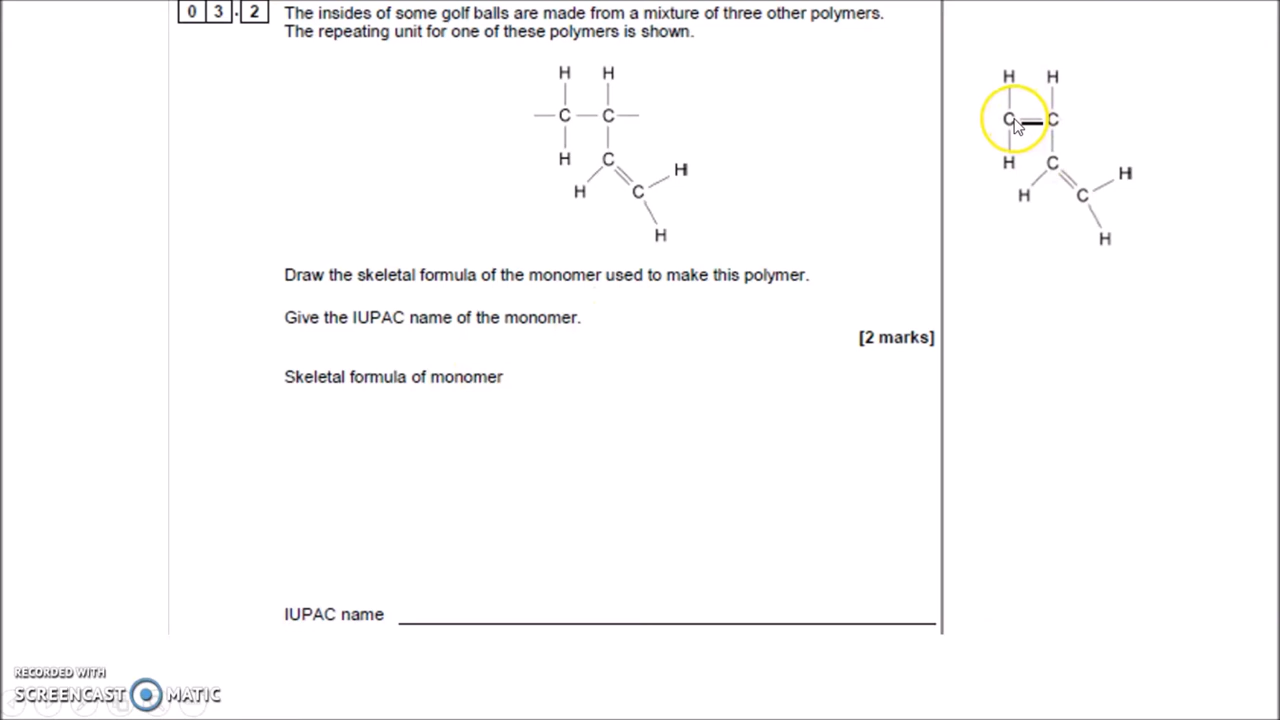 0 3 . 2 The insides of some golf balls are made from a mixture of three other polymers.
The repeating unit for one of these polymers is shown.
H H
C C
H C H
H C
H
H H
C C
H C H
H C
H
Draw the skeletal formula of the monomer used to make this polymer.
Give the IUPAC name of the monomer.
[2 marks]
Skeletal formula of monomer
IUPAC name
RECORDED WITH
SCREENCAST MATIC